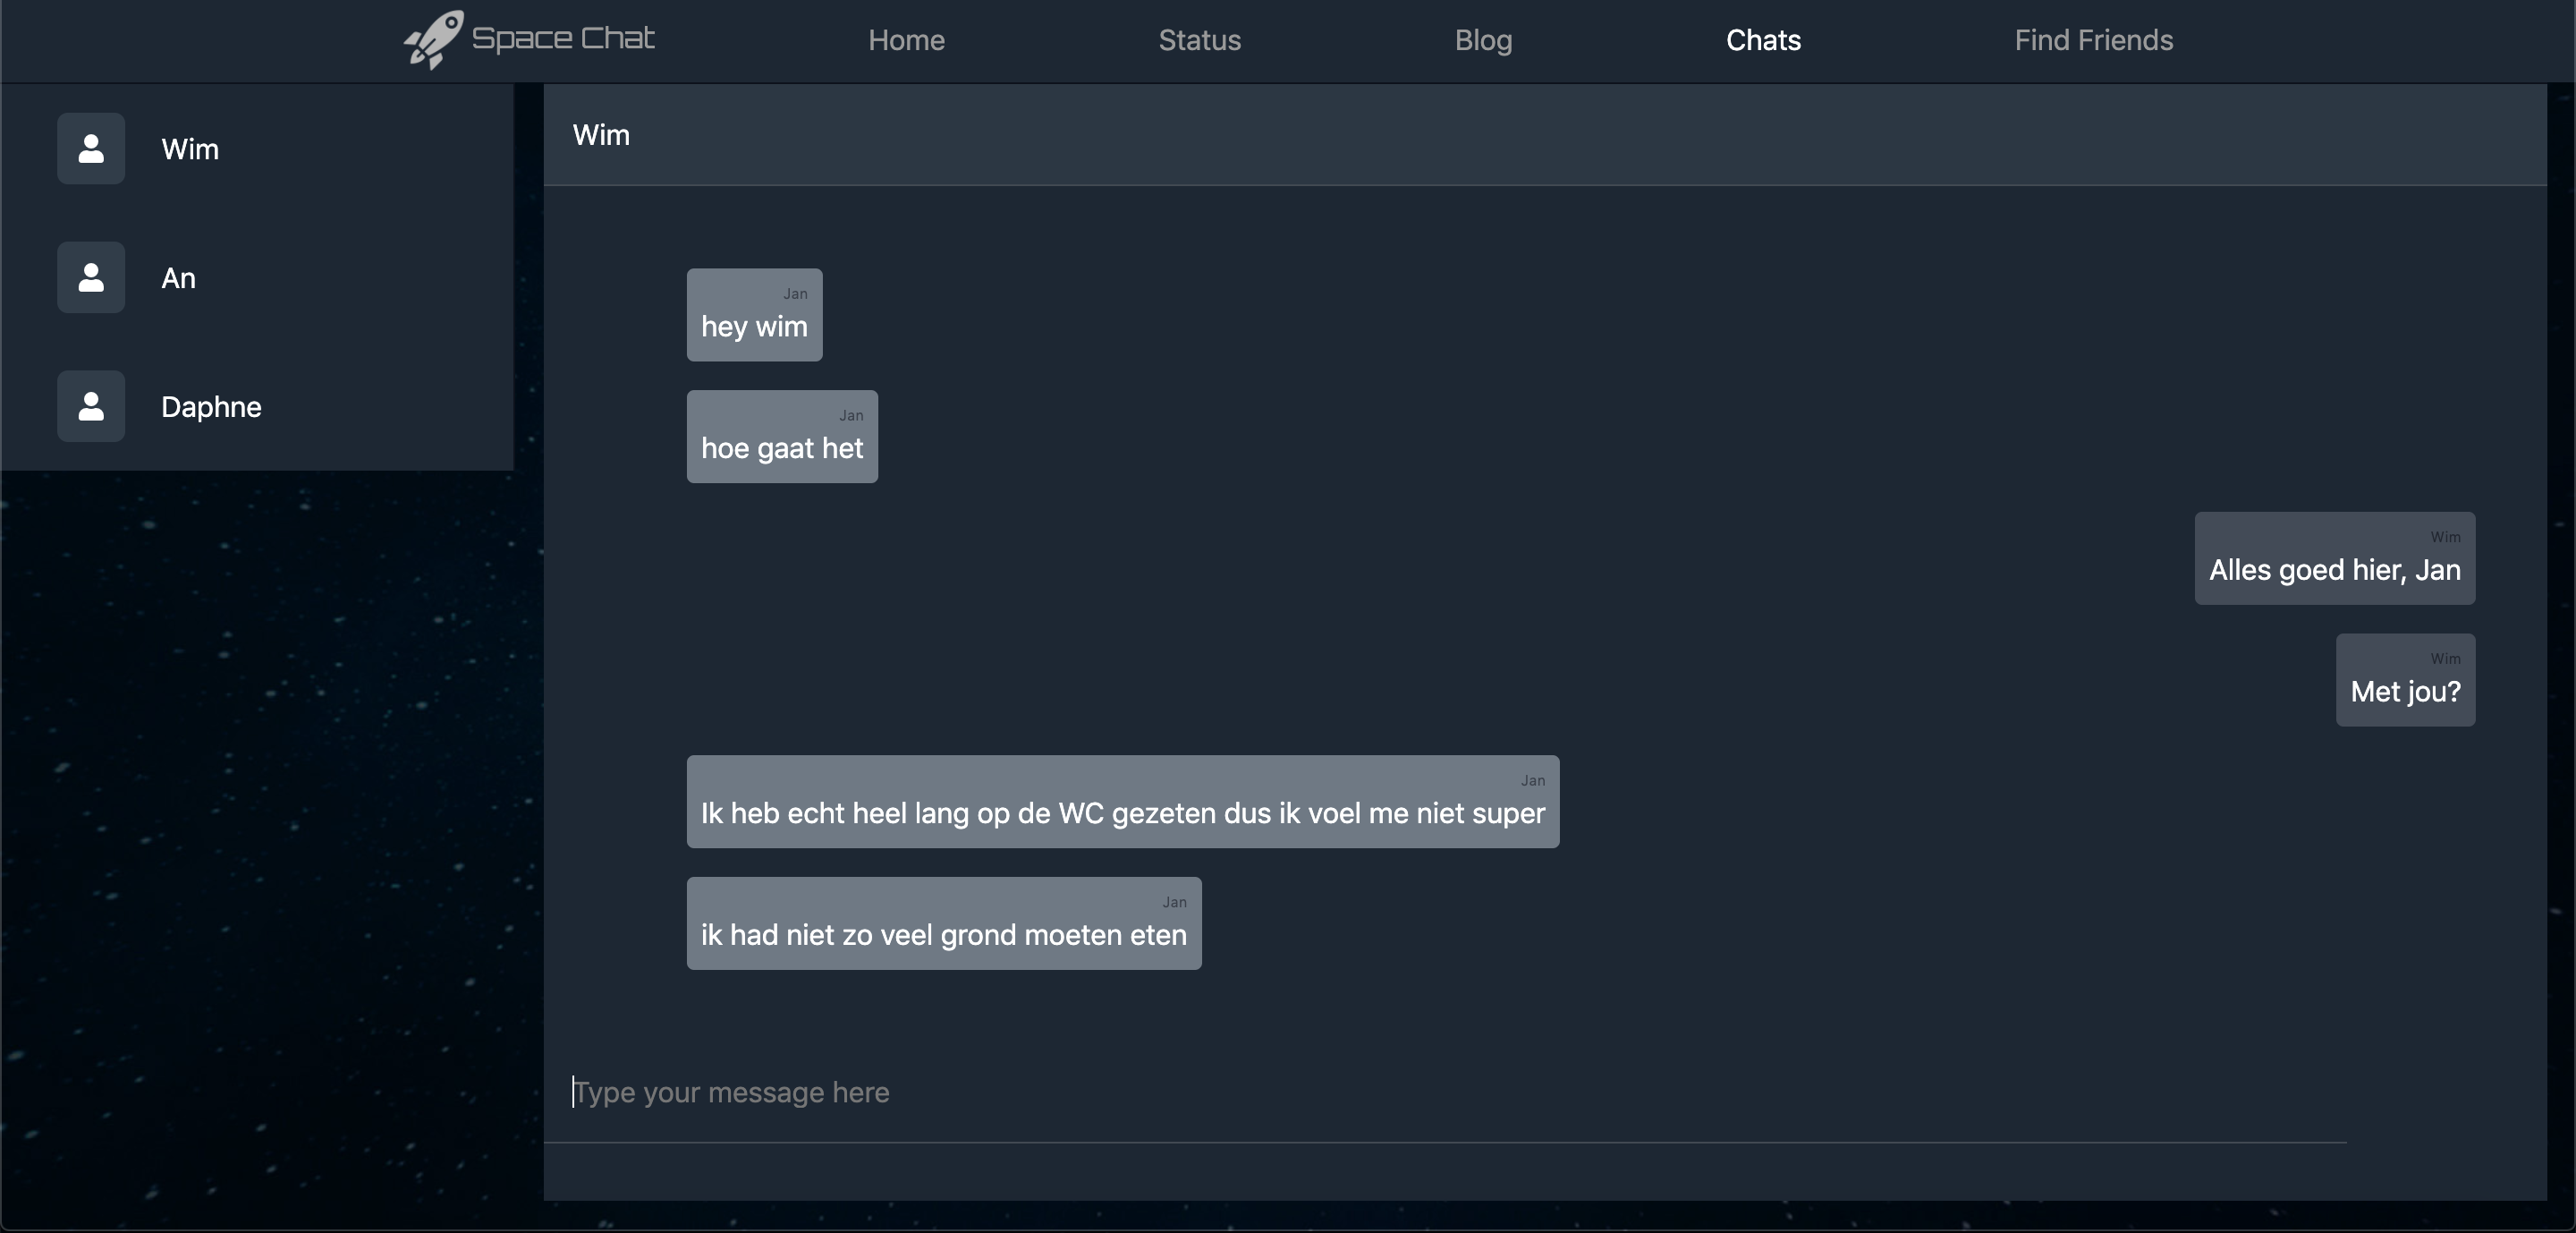 Space Chat
Home
Status
Blog
Chats
Find Friends
Wim
An
Daphne
Wim
Jan
hey wim
Jan
hoe gaat het
Wim
Alles goed hier, Jan
Wim
Met jou?
Jan
Ik heb echt heel lang op de WC gezeten dus ik voel me niet super
Jan
ik had niet zo veel grond moeten eten
Type your message here